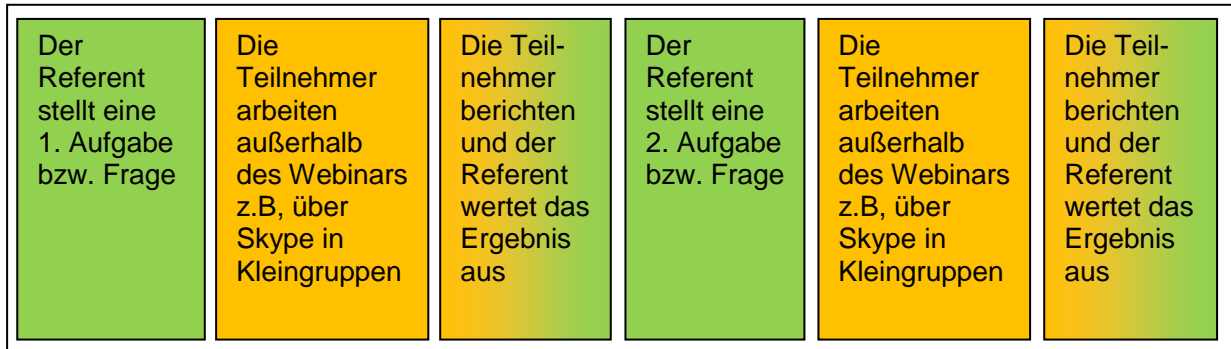 Der
Referent
stellt eine
1. Aufgabe
bzw. Frage
Die
Teilnehmer
arbeiten
außerhalb
des Webinars
z.B, über
Skype in
Kleingruppen
Die Teil-
nehmer
berichten
und der
Referent
wertet das
Ergebnis
aus
Der
Referent
stellt eine
2. Aufgabe
bzw. Frage
Die
Teilnehmer
arbeiten
außerhalb
des Webinars
z.B, über
Skype in
Kleingruppen
Die Teil-
nehmer
berichten
und der
Referent
wertet das
Ergebnis
aus